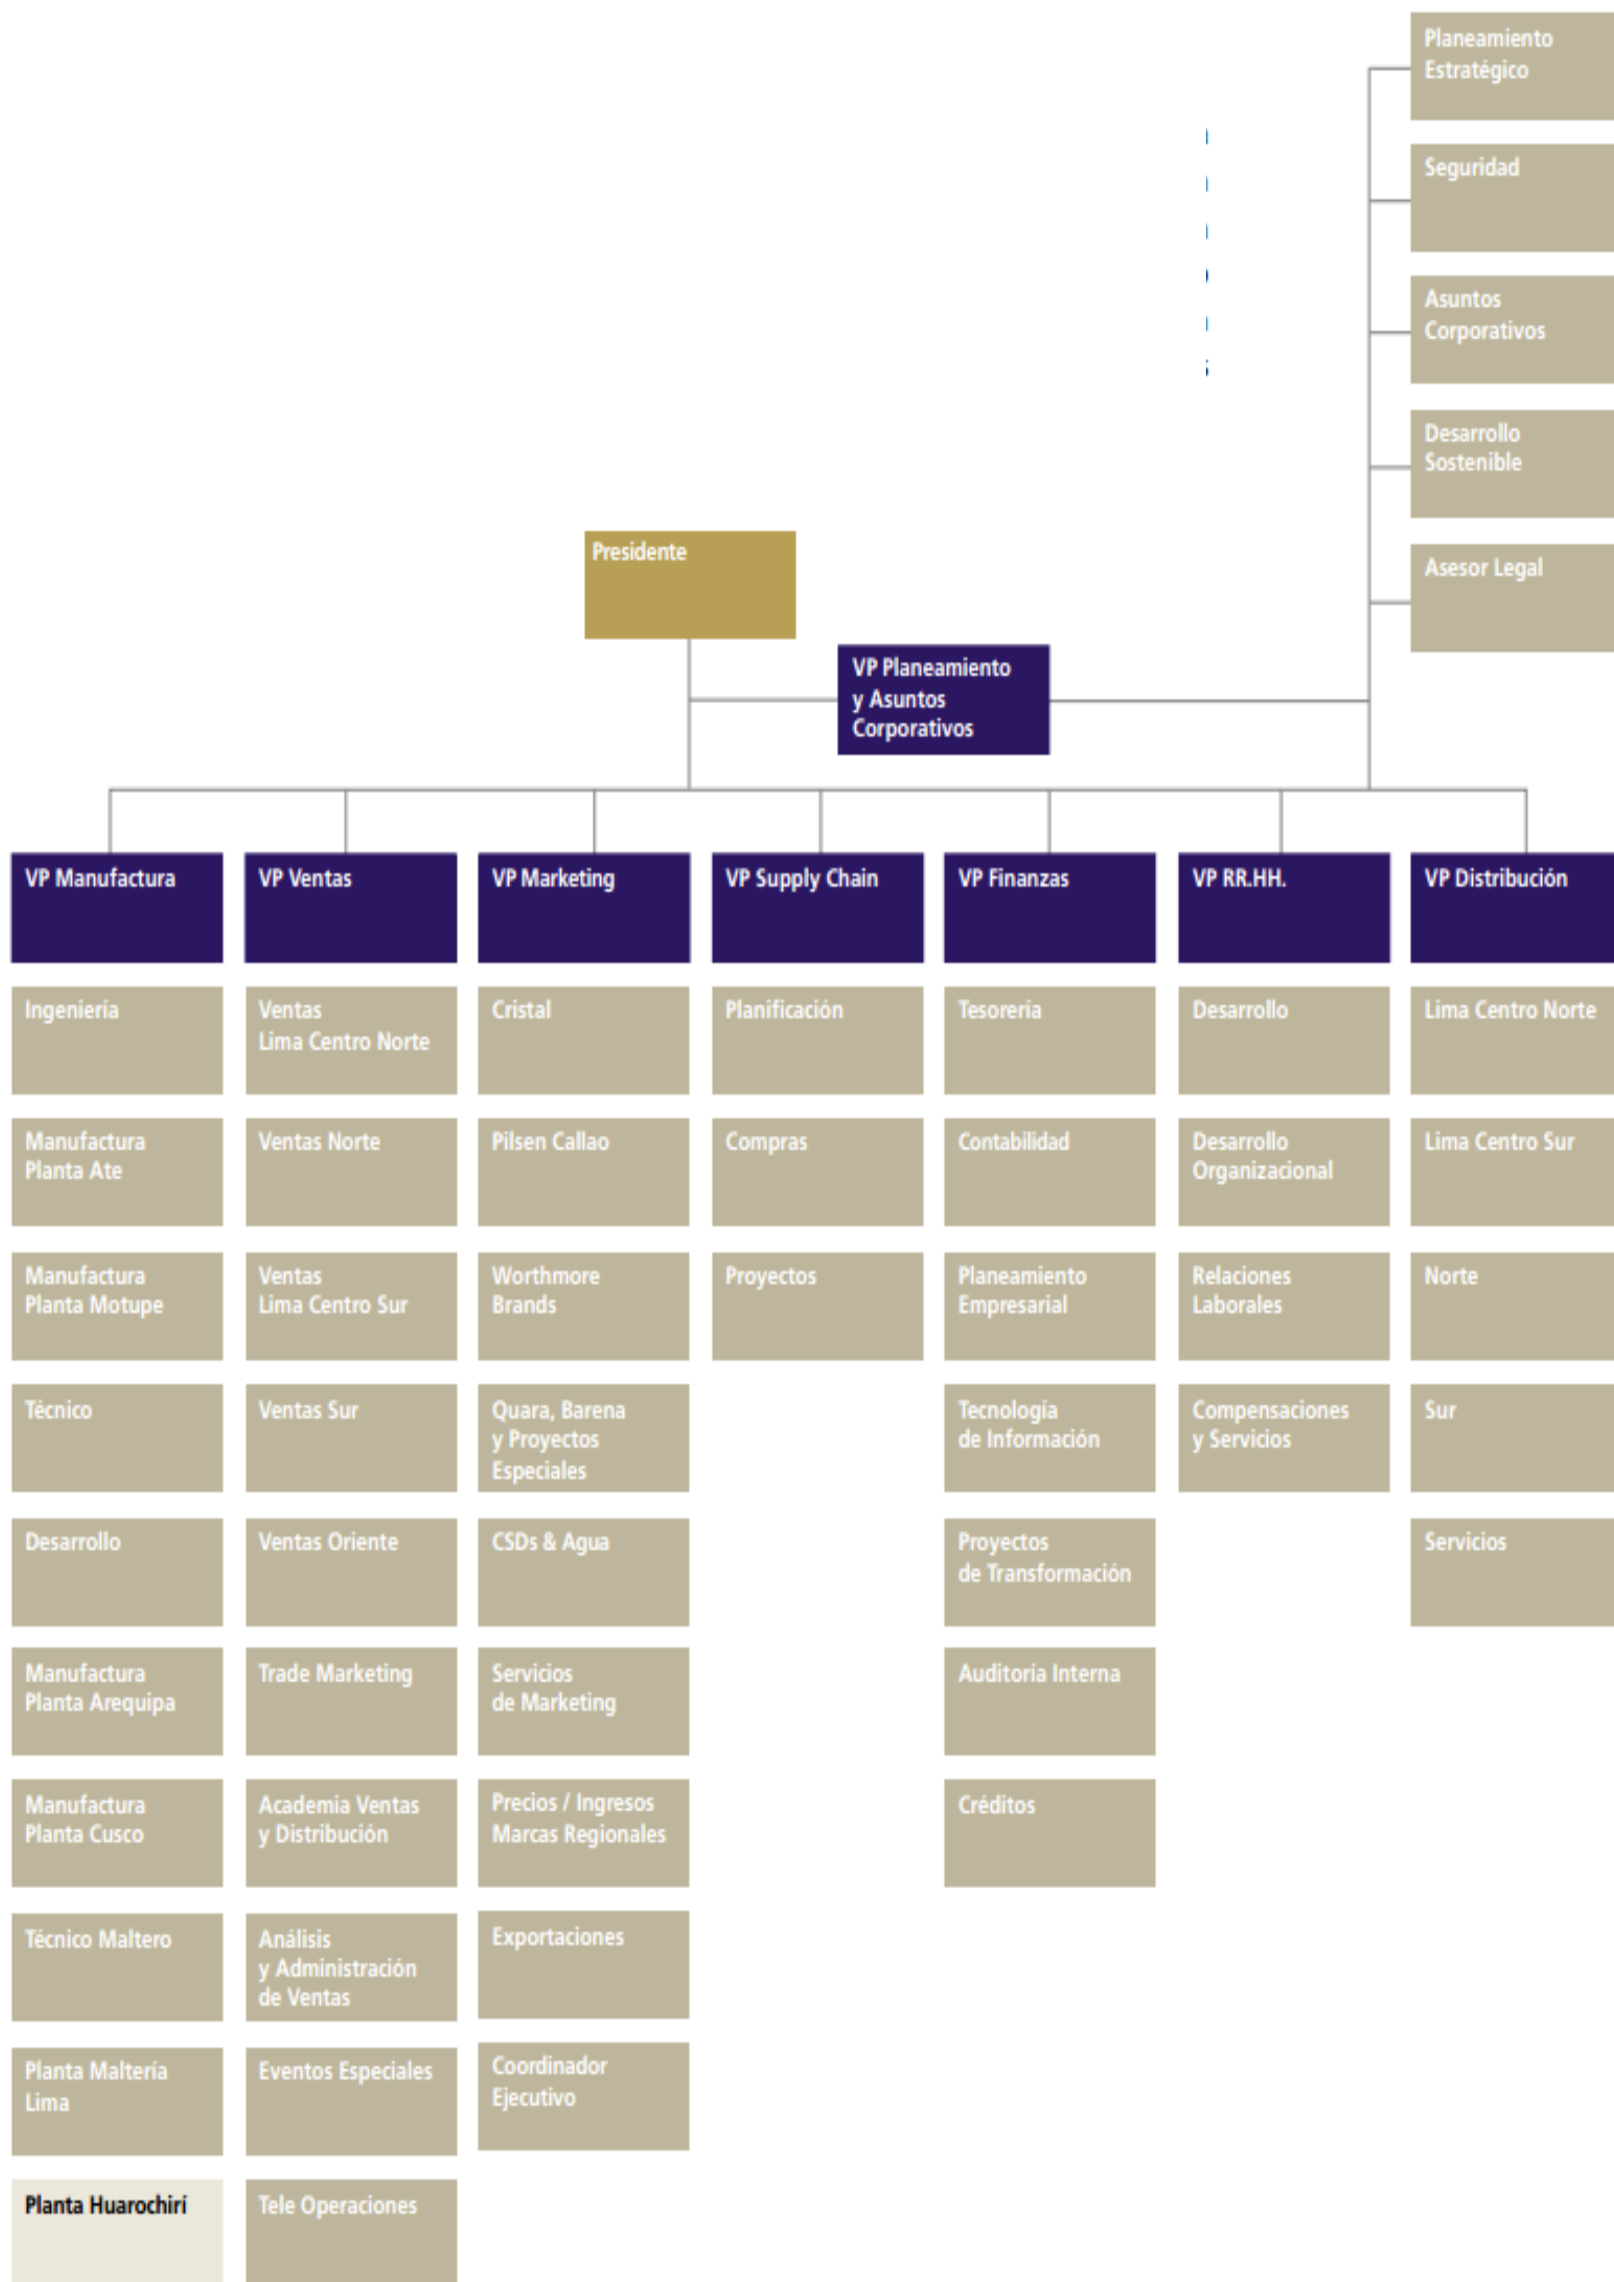 Planeamiento
Estratégico
Seguridad
Asuntos
Corporativos
Desarrollo
Sostenible
Asesor Legal
Presidente
VP Planeamiento
y Asuntos
Corporativos
VP Manufactura
Ingeniería
Manufactura
Planta Ate
Manufactura
Planta Motupe
Técnico
Desarrollo
Manufactura
Planta Arequipa
Manufactura
Planta Cusco
Técnico Maltero
Planta Maltería
Lima
Planta Huarochirí
VP Ventas
Ventas
Lima Centro Norte
Ventas Norte
Ventas
Lima Centro Sur
Ventas Sur
Ventas Oriente
Trade Marketing
Academia Ventas
y Distribución
Análisis
y Administración
de Ventas
Eventos Especiales
Tele Operaciones
VP Marketing
Cristal
Pilsen Callao
Worthmore
Brands
Quara, Barena
y Proyectos
Especiales
CSDs & Agua
Servicios
de Marketing
Precios / Ingresos
Marcas Regionales
Exportaciones
Coordinador
Ejecutivo
VP Supply Chain
Planificación
Compras
Proyectos
VP Finanzas
Tesorería
Contabilidad
Planeamiento
Empresarial
Tecnología
de Información
Proyectos
de Transformación
Auditoría Interna
Créditos
VP RR.HH.
Desarrollo
Desarrollo
Organizacional
Relaciones
Laborales
Compensaciones
y Servicios
VP Distribución
Lima Centro Norte
Lima Centro Sur
Norte
Sur
Servicios